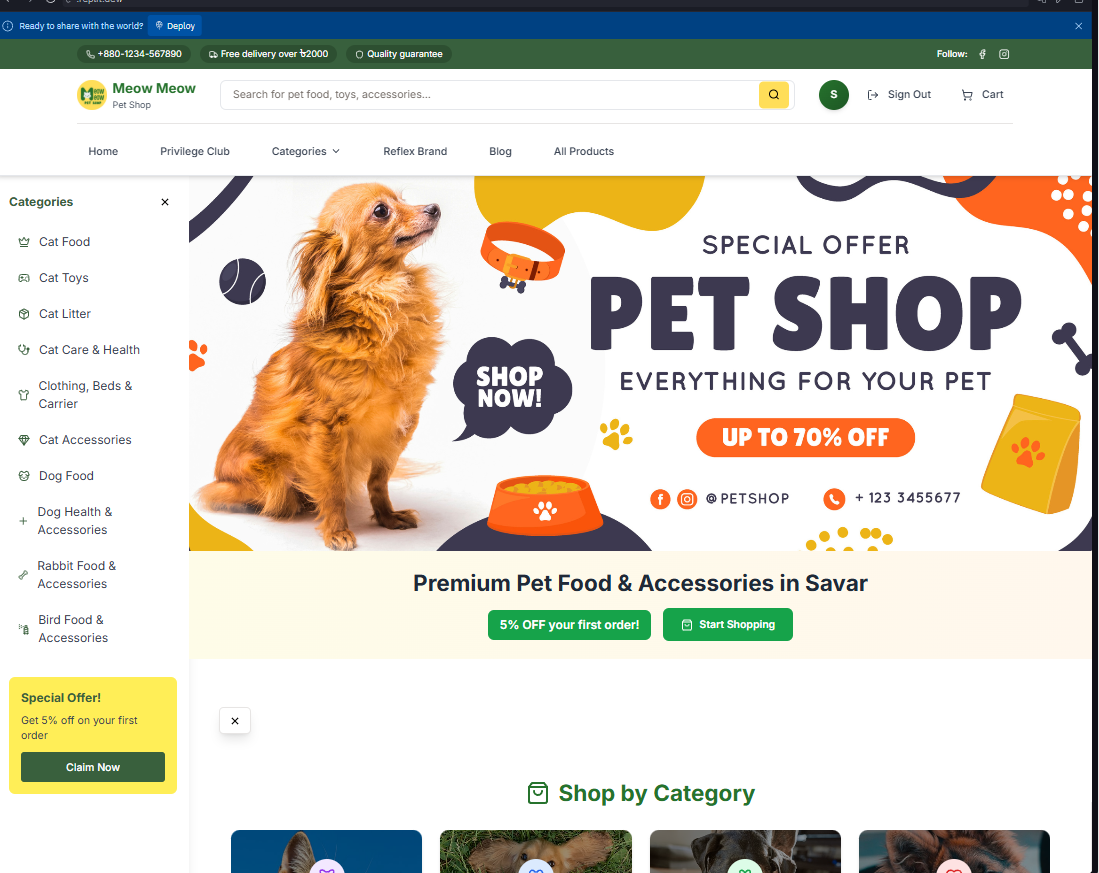 Ready to share with the world? Deploy
+880-1234-567890 Free delivery over ৳2000 Quality guarantee Follow:
Meow Meow
Pet Shop
Search for pet food, toys, accessories...
S Sign Out Cart
Home Privilege Club Categories Reflex Brand Blog All Products
Categories
Cat Food
Cat Toys
Cat Litter
Cat Care & Health
Clothing, Beds &
Carrier
Cat Accessories
Dog Food
Dog Health &
Accessories
Rabbit Food &
Accessories
Bird Food &
Accessories
Special Offer!
Get 5% off on your first
order
Claim Now
SPECIAL OFFER
PET SHOP
EVERYTHING FOR YOUR PET
SHOP
NOW!
UP TO 70% OFF
@PETSHOP + 123 3455677
Premium Pet Food & Accessories in Savar
5% OFF your first order! Start Shopping
Shop by Category